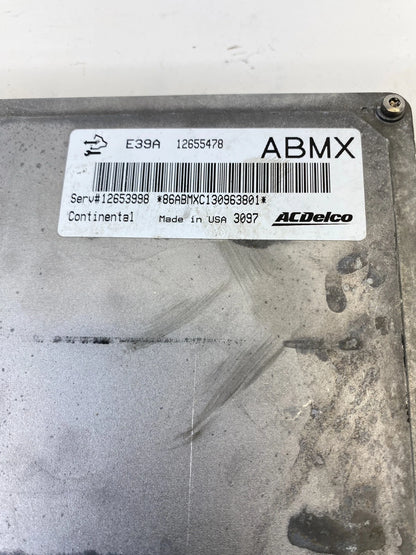 E39A 12655478 ABMX
Serv#12653998 *86ABMXC130963801*
Continental Made in USA 3097 ACDelco